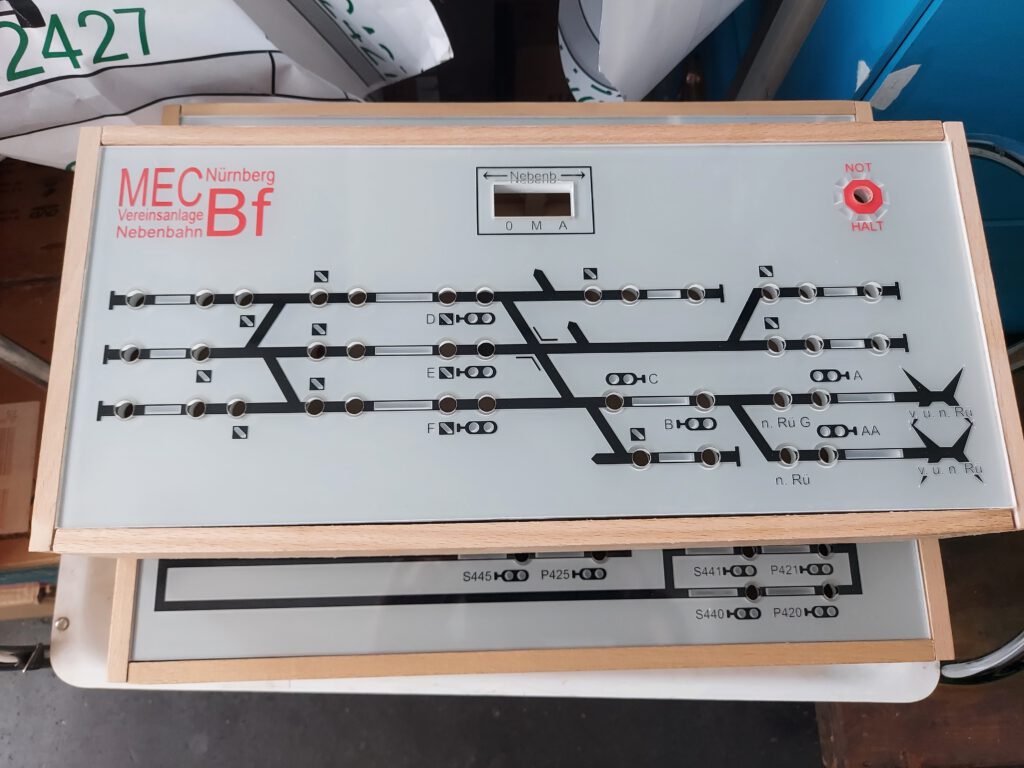 2427
MEC Nürnberg
Vereinsanlage Bf
Nebenbahn
Nebenb
0 M A
NOT
HALT
D
E
C
A
F
B
n. Rü G
AA
v. u. n. Rü
n. Rü
v. u. n. Rü
S445
P425
S441
P421
S440
P420